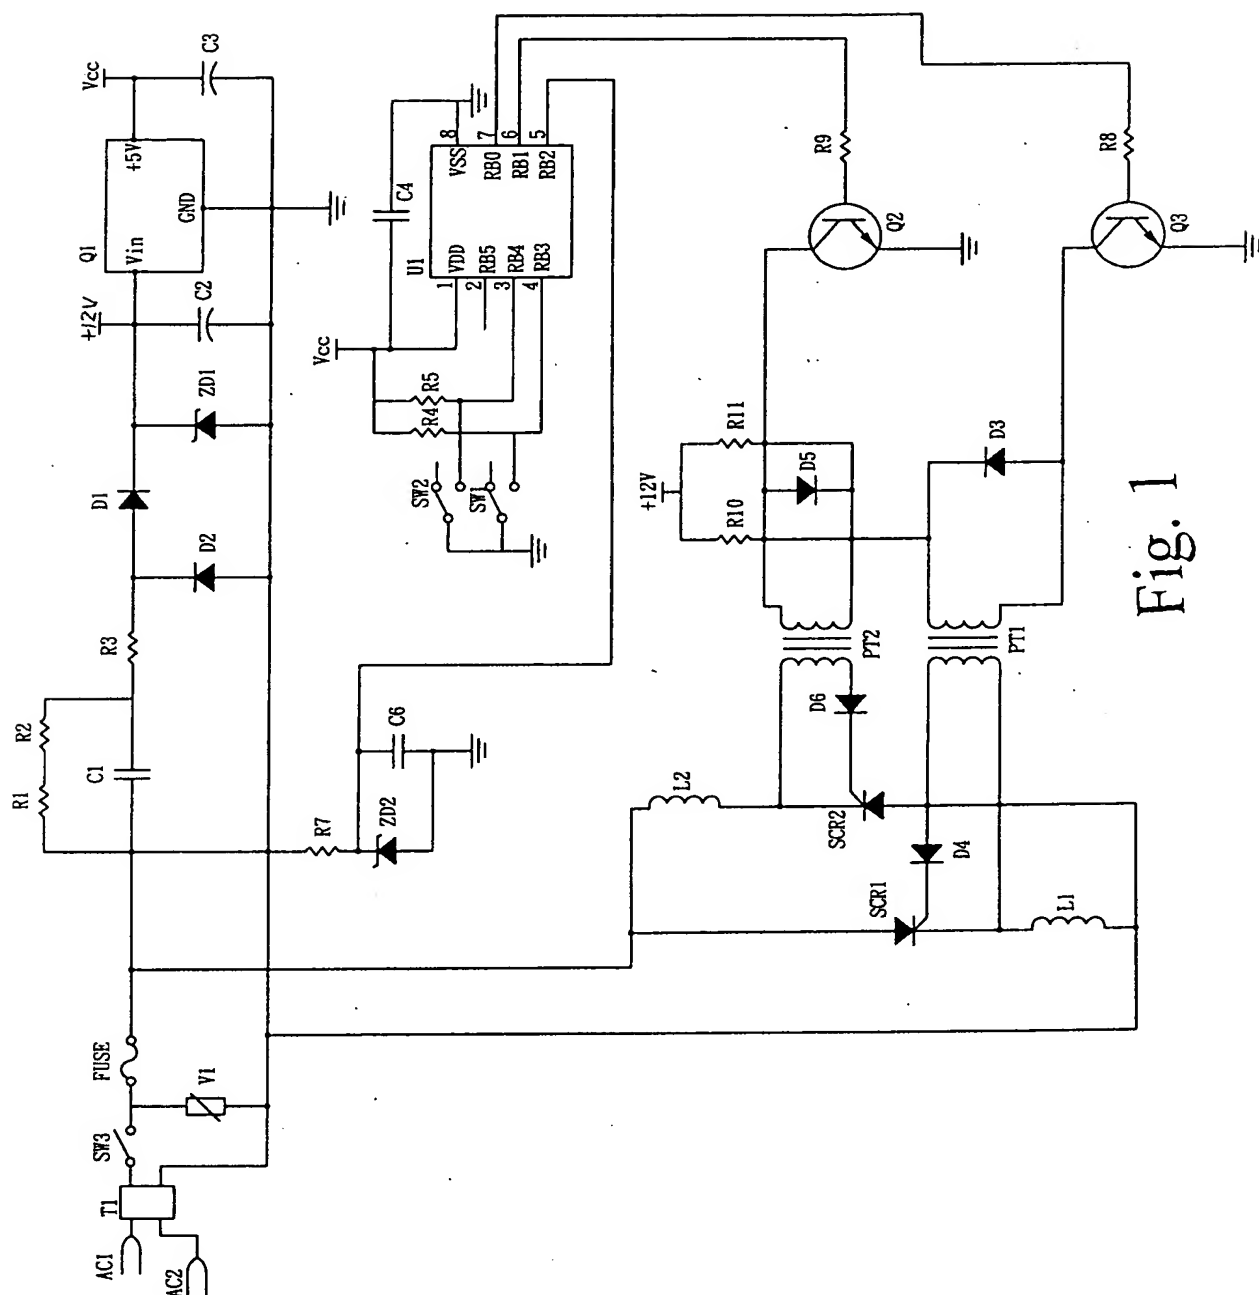 Vcc
C3
+5V
Q1
Vin
GND
+12V
C2
ZD1
D1
D2
R3
R2
R1
C1
FUSE
SW3
V1
T1
AC1
AC2
C4
U1
VDD
RB5
RB4
RB3
VSS
RB0
RB1
RB2
1
2
3
4
8
7
6
5
Vcc
R5
R4
SW2
SW1
R7
C6
ZD2
R9
Q2
R8
Q3
+12V
R11
R10
D5
D3
PT2
PT1
D6
D4
L2
SCR2
SCR1
L1
Fig. 1